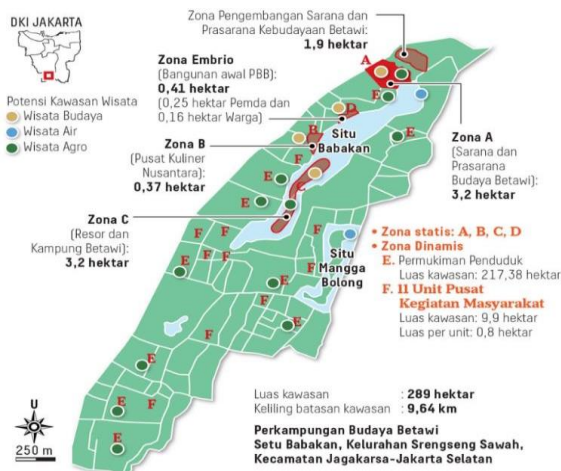 DKI JAKARTA
Potensi Kawasan Wisata
Wisata Budaya
Wisata Air
Wisata Agro
Zona Pengembangan Sarana dan
Prasarana Kebudayaan Betawi:
1,9 hektar
Zona Embrio
(Bangunan awal PBB):
0,41 hektar
(0,25 hektar Pemda dan
0,16 hektar Warga)
Zona B
(Pusat Kuliner
Nusantara):
0,37 hektar
Zona C
(Resor dan
Kampung Betawi):
3,2 hektar
Zona A
(Sarana dan
Prasarana
Budaya Betawi):
3,2 hektar
A
E
D
B
Situ
Babakan
E
F
E
E
C
F
F
F
F
F
F
F
Situ
Mangga
Bolong
E
E
F
F
E
E
E
F
E
• Zona statis: A, B, C, D
• Zona Dinamis
E. Permukiman Penduduk
Luas kawasan: 217,38 hektar
F. 11 Unit Pusat
Kegiatan Masyarakat
Luas kawasan: 9,9 hektar
Luas per unit: 0,8 hektar
U
250 m
Luas kawasan : 289 hektar
Keliling batasan kawasan : 9,64 km
Perkampungan Budaya Betawi
Setu Babakan, Kelurahan Srengseng Sawah,
Kecamatan Jagakarsa-Jakarta Selatan